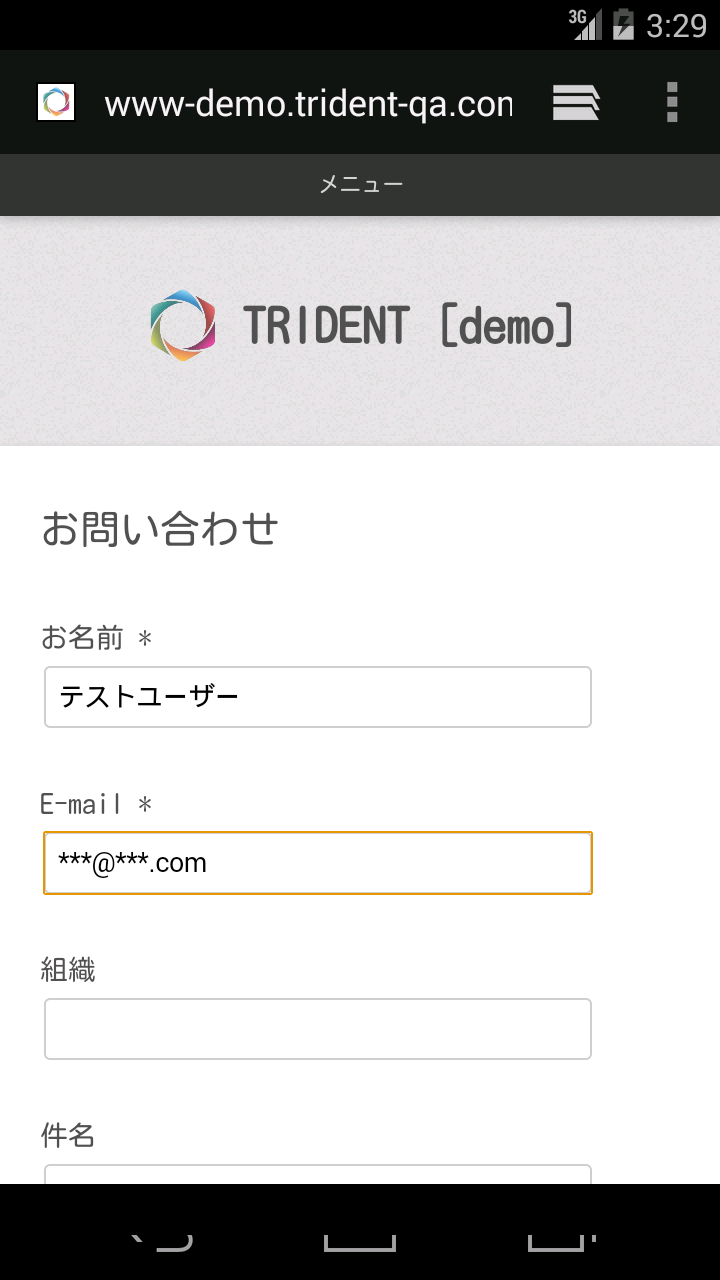 3G 3:29
www-demo.trident-qa.con
メニュー
TRIDENT [demo]
お問い合わせ
お名前 *
テストユーザー
E-mail *
***@***.com
組織
件名